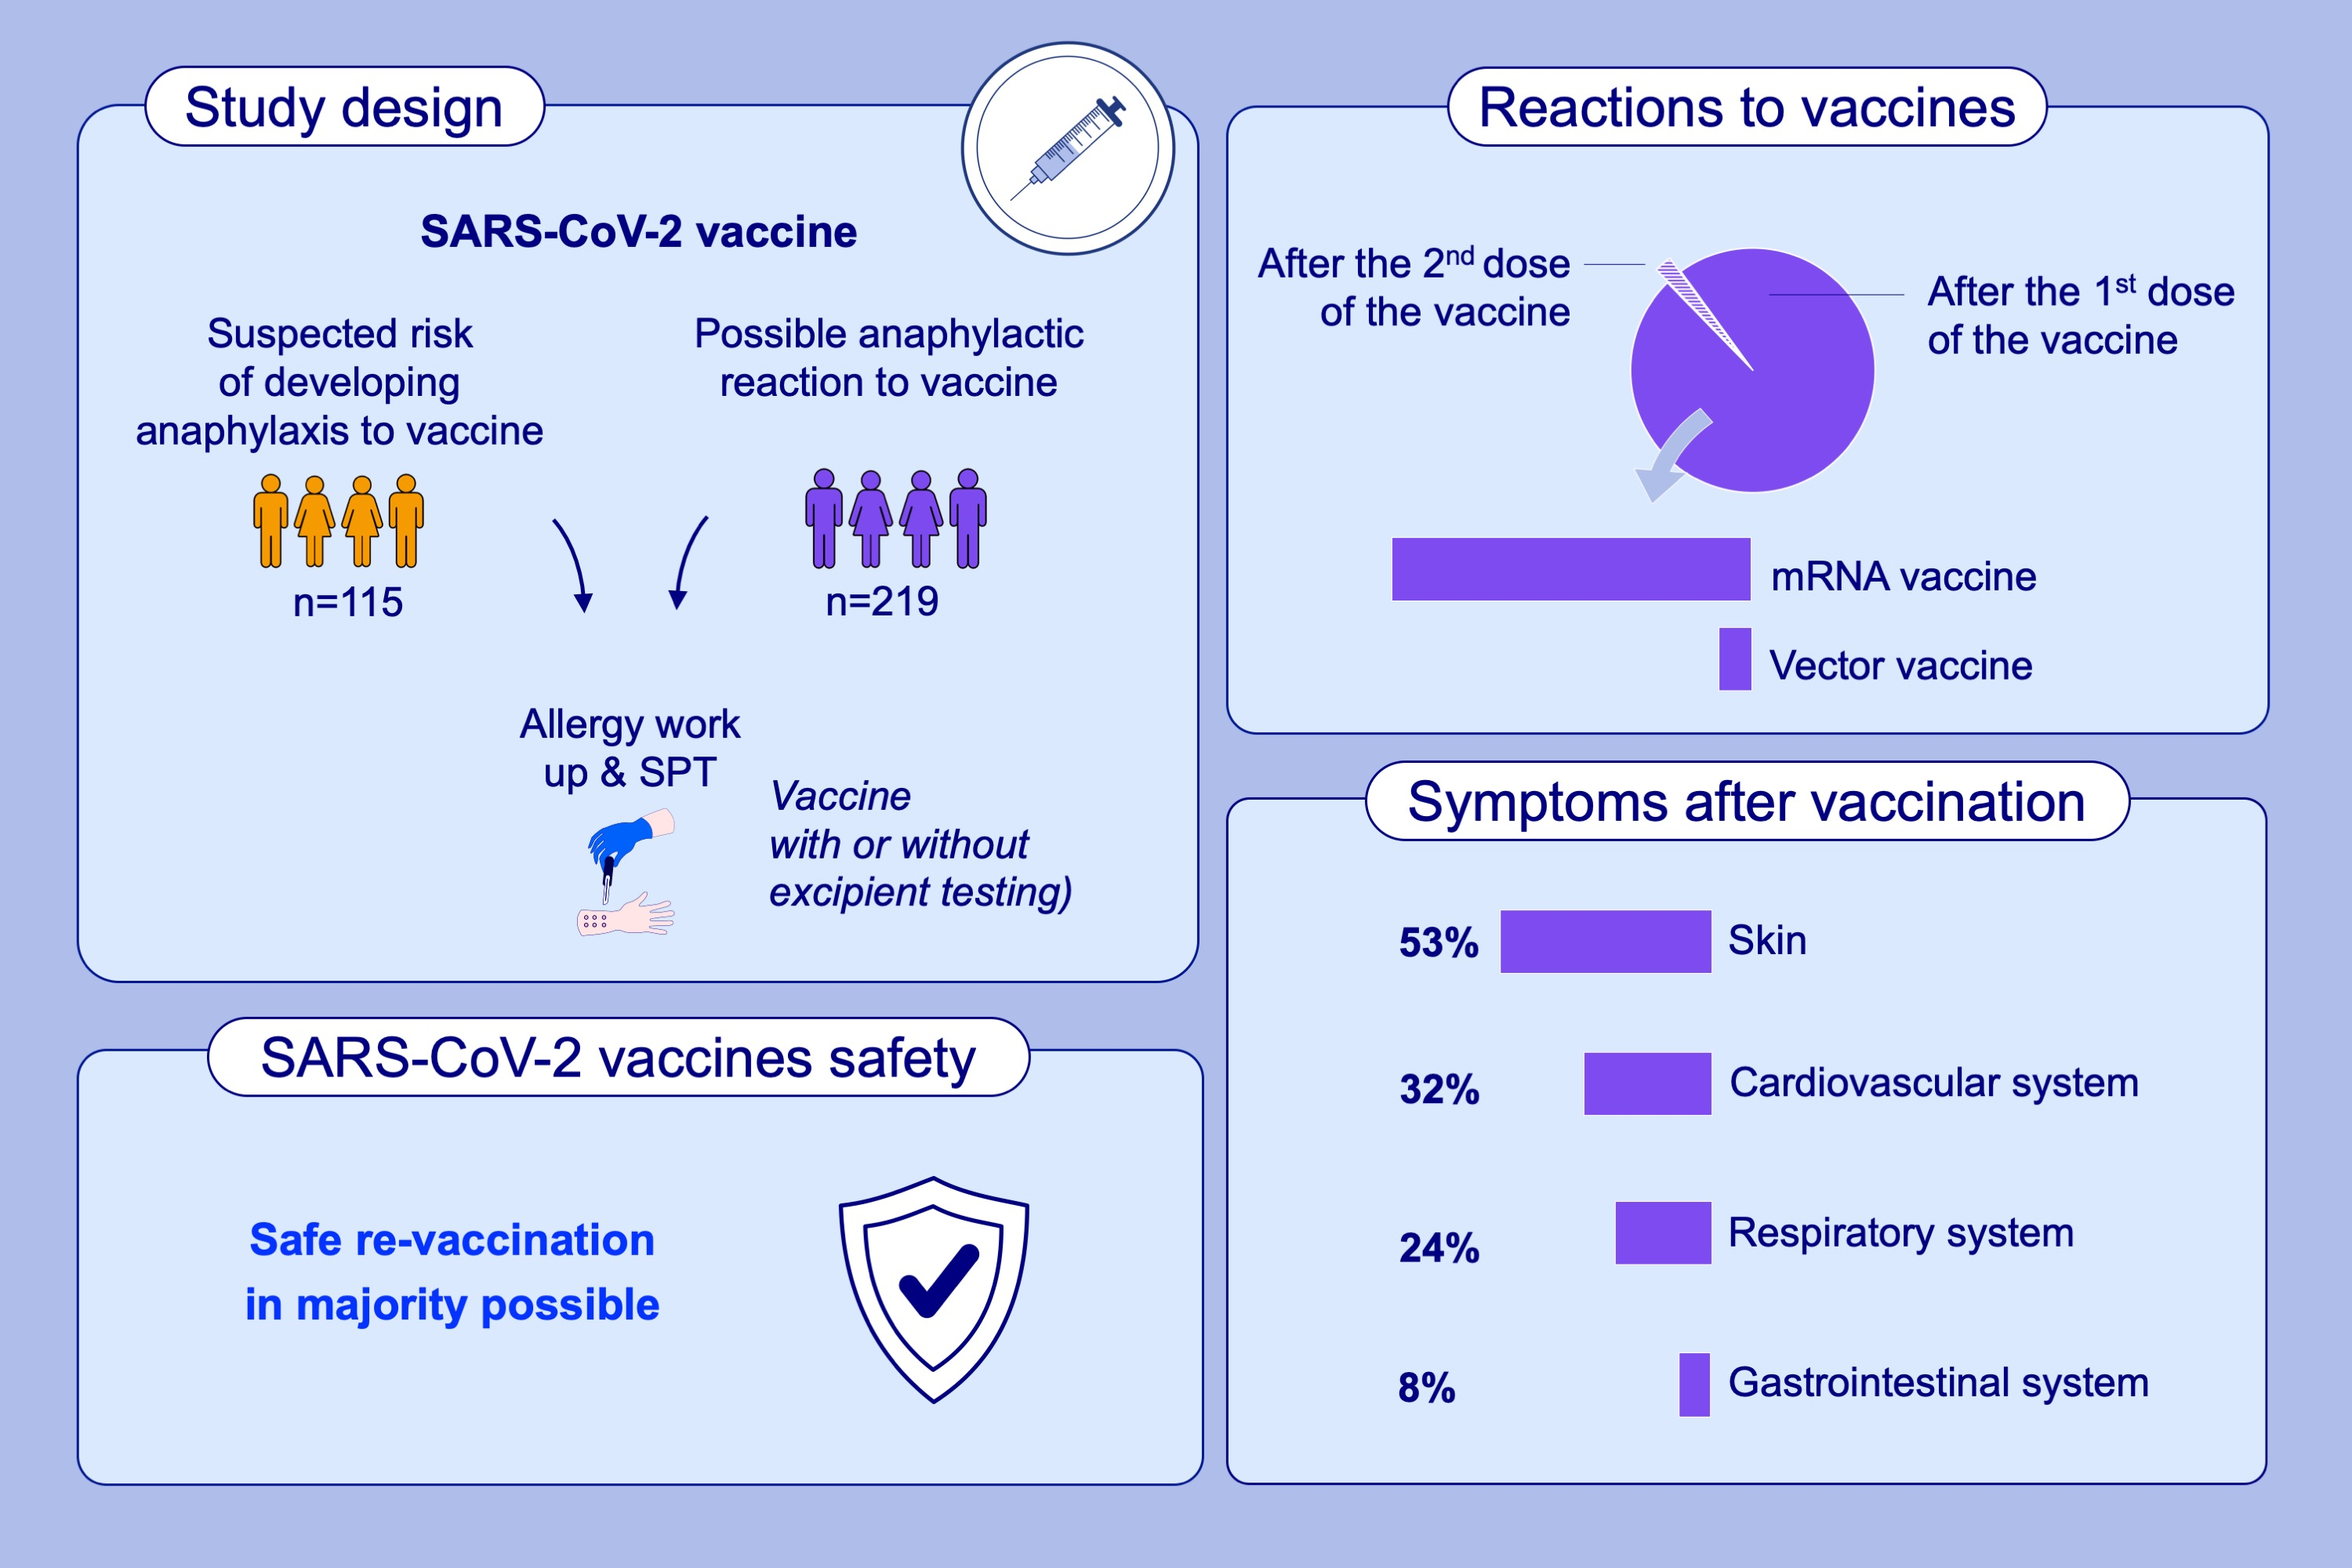 Study design
SARS-CoV-2 vaccine
Suspected risk
of developing
anaphylaxis to vaccine
n=115
Possible anaphylactic
reaction to vaccine
n=219
Allergy work
up & SPT
Vaccine
with or without
excipient testing)
Reactions to vaccines
After the 2nd dose
of the vaccine
After the 1st dose
of the vaccine
mRNA vaccine
Vector vaccine
SARS-CoV-2 vaccines safety
Safe re-vaccination
in majority possible
Symptoms after vaccination
53% Skin
32% Cardiovascular system
24% Respiratory system
8% Gastrointestinal system